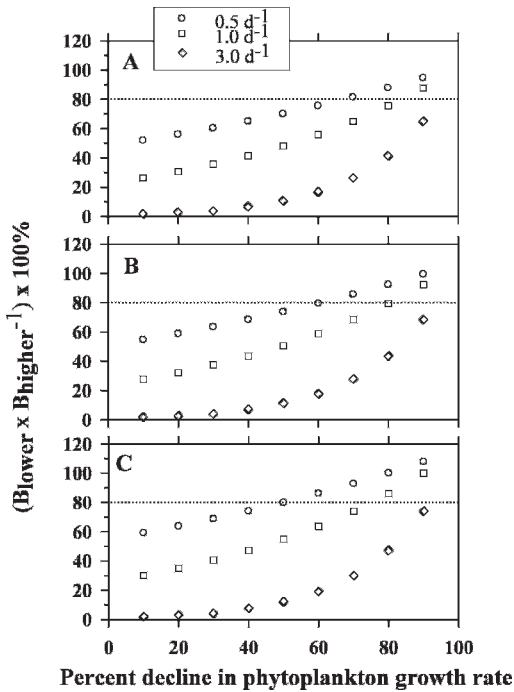 0.5 d-1
1.0 d-1
3.0 d-1
A
120
100
80
60
40
20
0
B
120
100
80
60
40
20
0
C
120
100
80
60
40
20
0
0 20 40 60 80 100
(Blower x Bhigher-1) x 100%
Percent decline in phytoplankton growth rate